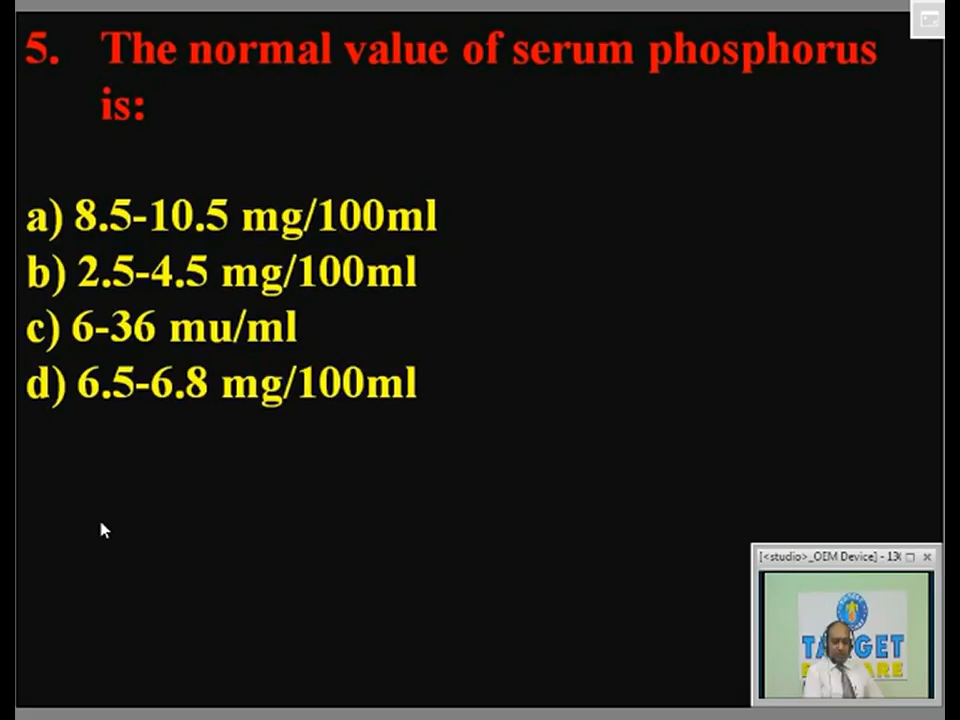 5. The normal value of serum phosphorus
is:
a) 8.5-10.5 mg/100ml
b) 2.5-4.5 mg/100ml
c) 6-36 mu/ml
d) 6.5-6.8 mg/100ml
[<studio>_OEM Device] - 13